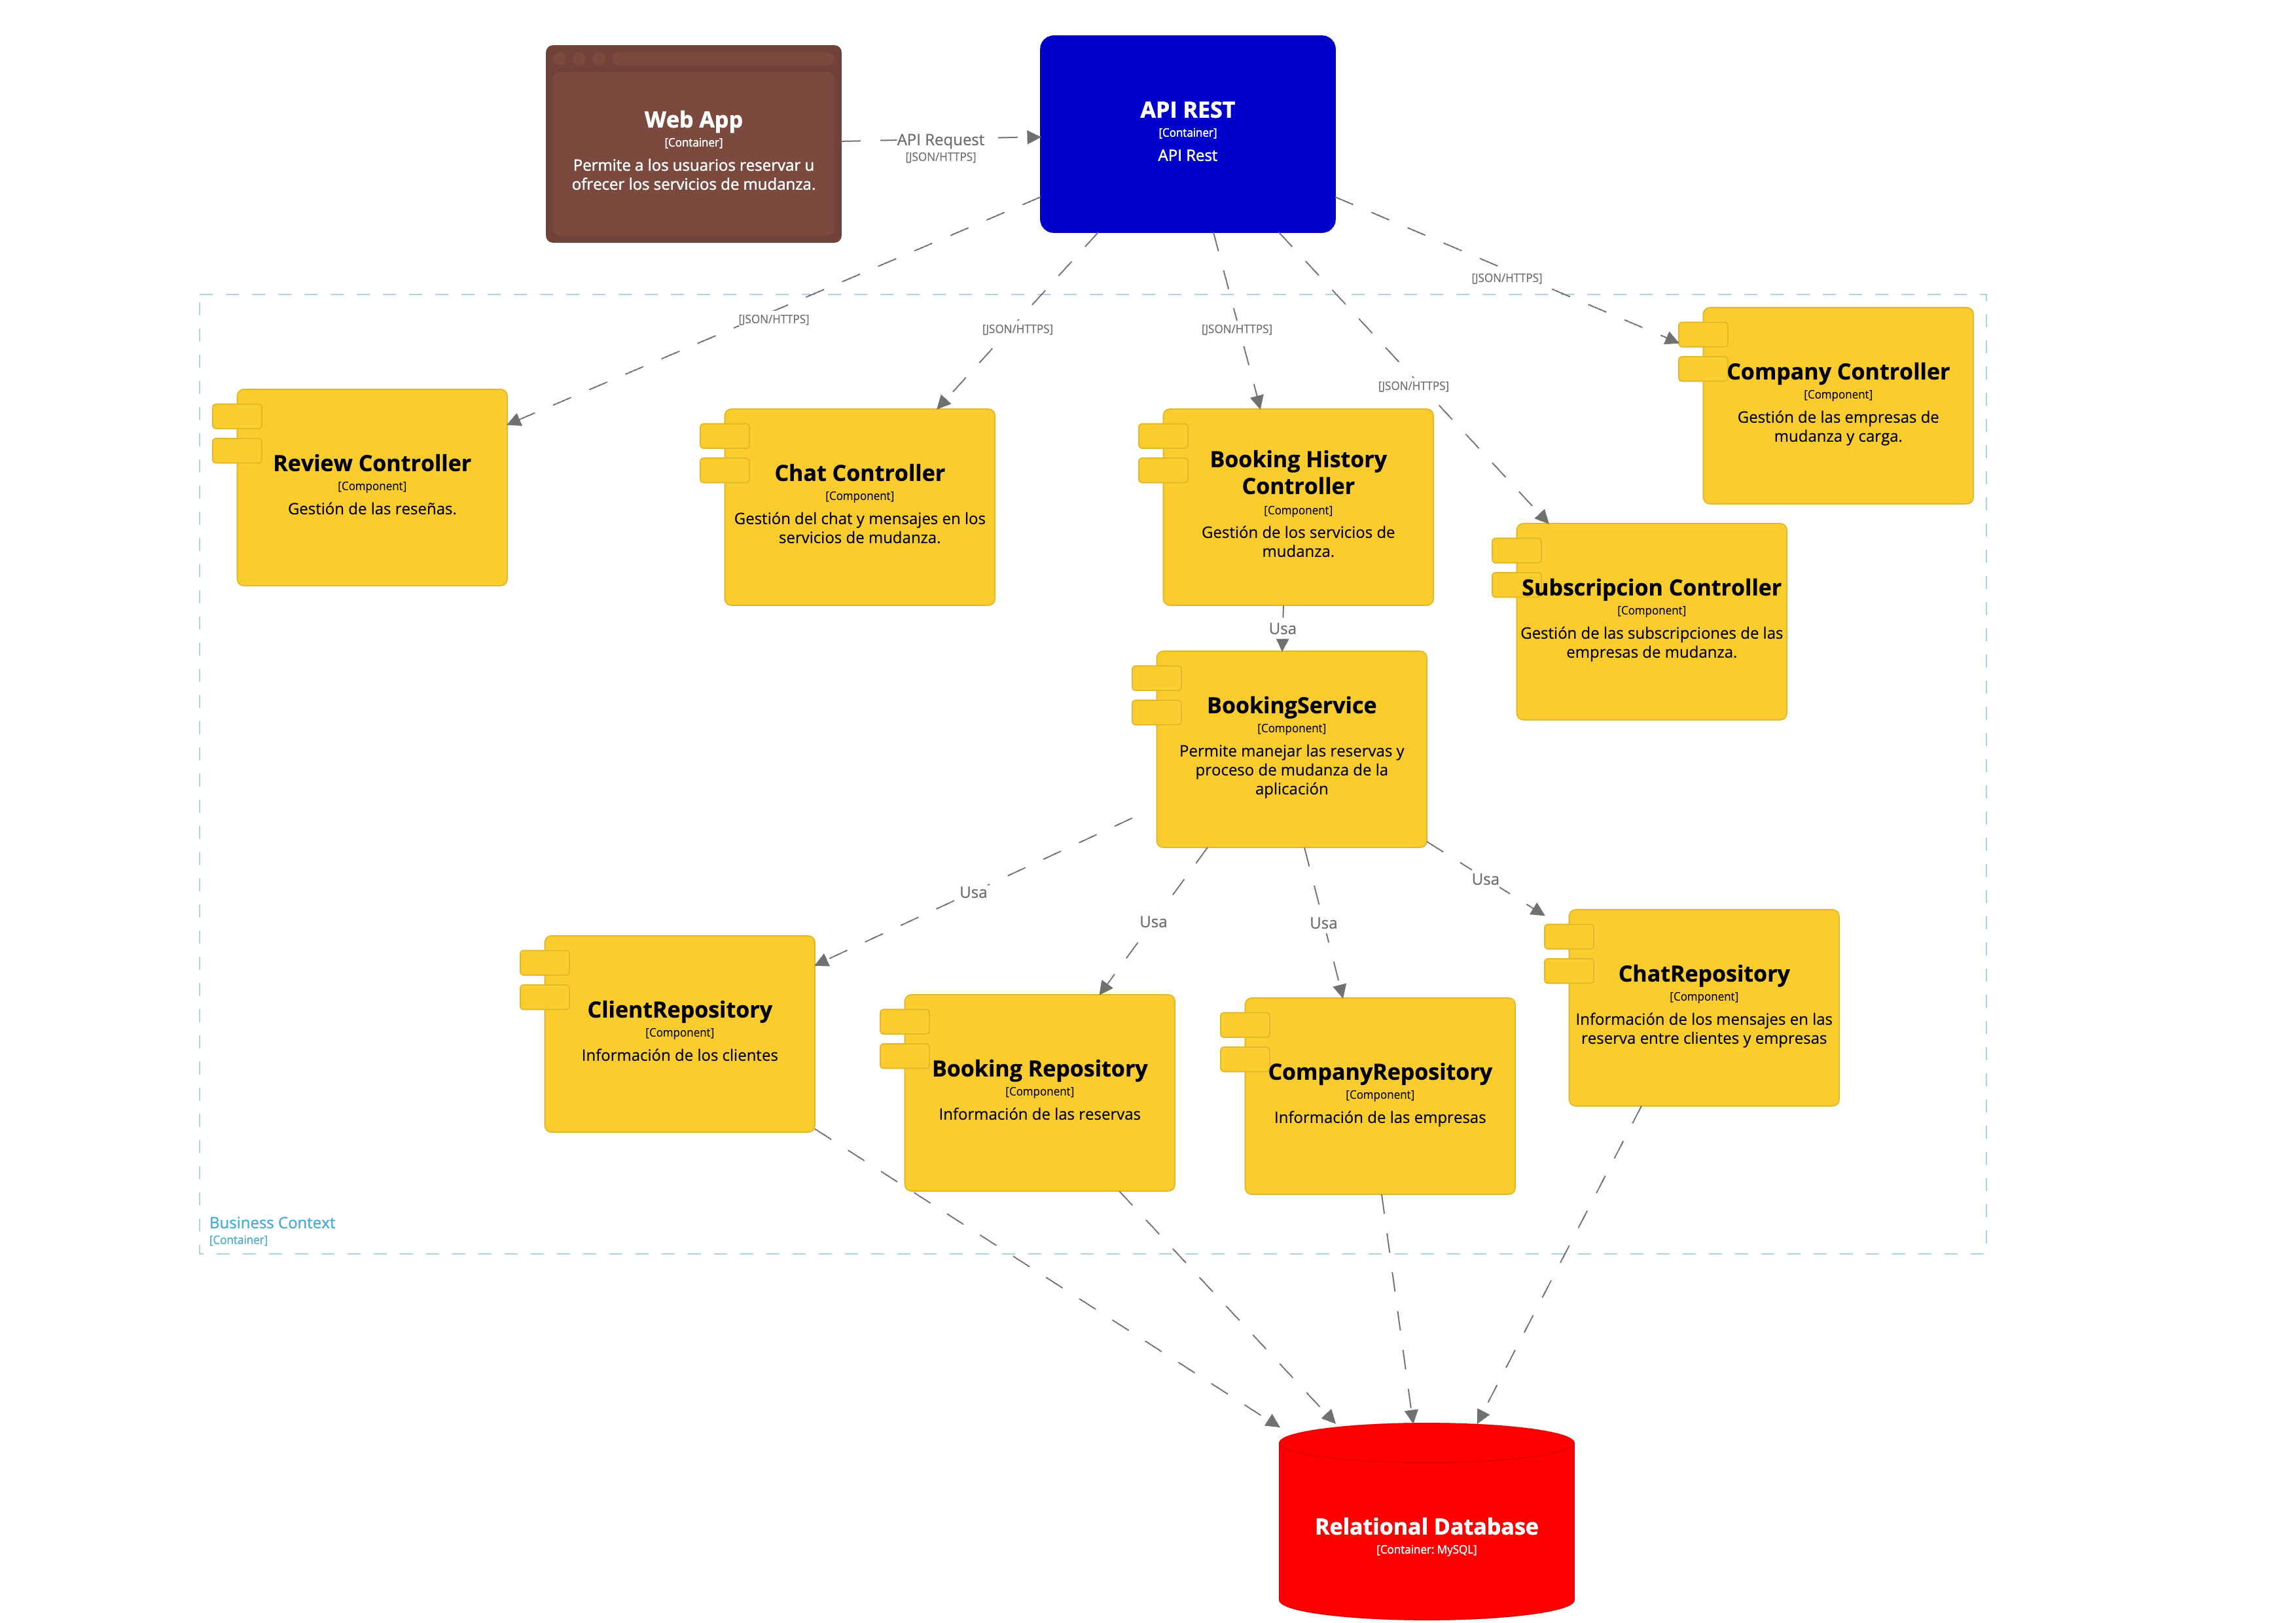 Web App
[Container]
Permite a los usuarios reservar u
ofrecer los servicios de mudanza.
API Request
[JSON/HTTPS]
API REST
[Container]
API Rest
[JSON/HTTPS]
[JSON/HTTPS]
[JSON/HTTPS]
[JSON/HTTPS]
[JSON/HTTPS]
Company Controller
[Component]
Gestión de las empresas de
mudanza y carga.
Review Controller
[Component]
Gestión de las reseñas.
Chat Controller
[Component]
Gestión del chat y mensajes en los
servicios de mudanza.
Booking History
Controller
[Component]
Gestión de los servicios de
mudanza.
Subscripcion Controller
[Component]
Gestión de las subscripciones de las
empresas de mudanza.
Usa
BookingService
[Component]
Permite manejar las reservas y
proceso de mudanza de la
aplicación
Usa
Usa
Usa
Usa
ClientRepository
[Component]
Información de los clientes
Booking Repository
[Component]
Información de las reservas
CompanyRepository
[Component]
Información de las empresas
ChatRepository
[Component]
Información de los mensajes en las
reserva entre clientes y empresas
Business Context
[Container]
Relational Database
[Container: MySQL]